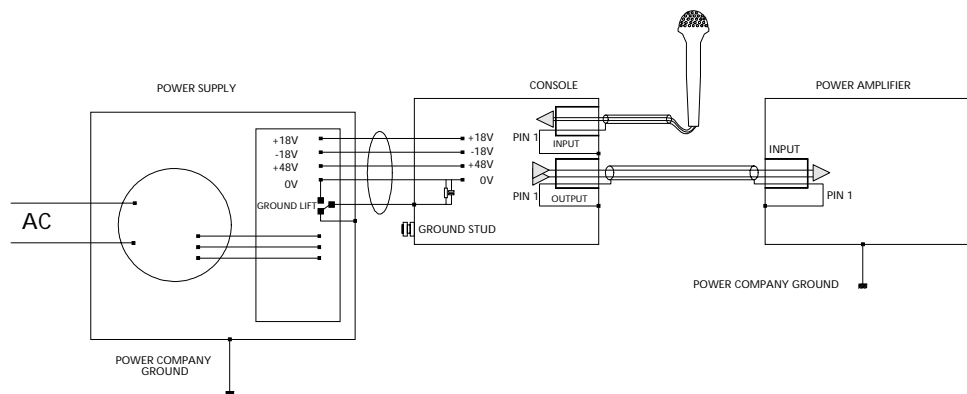 POWER SUPPLY
CONSOLE
POWER AMPLIFIER
+18V
-18V
+48V
0V
GROUND LIFT
AC
POWER COMPANY
GROUND
+18V
-18V
+48V
0V
GROUND STUD
PIN 1
INPUT
PIN 1
OUTPUT
INPUT
PIN 1
POWER COMPANY GROUND